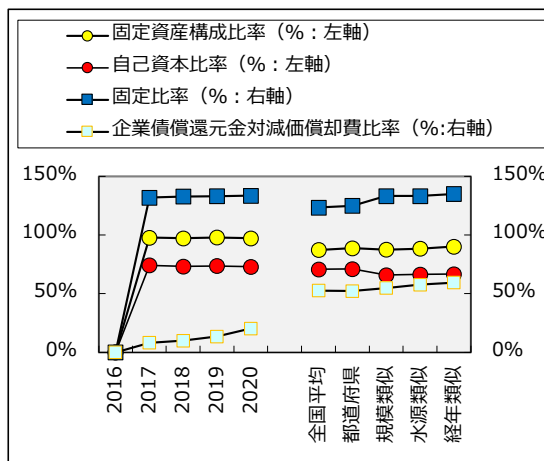 固定資産構成比率（%：左軸）
自己資本比率（%：左軸）
固定比率（%：右軸）
企業債償還元金対減価償却費比率（%:右軸）
150% 150%
100% 100%
50% 50%
0% 0%
2016 2017 2018 2019 2020 全国平均 都道府県 規模類似 水源類似 経年類似